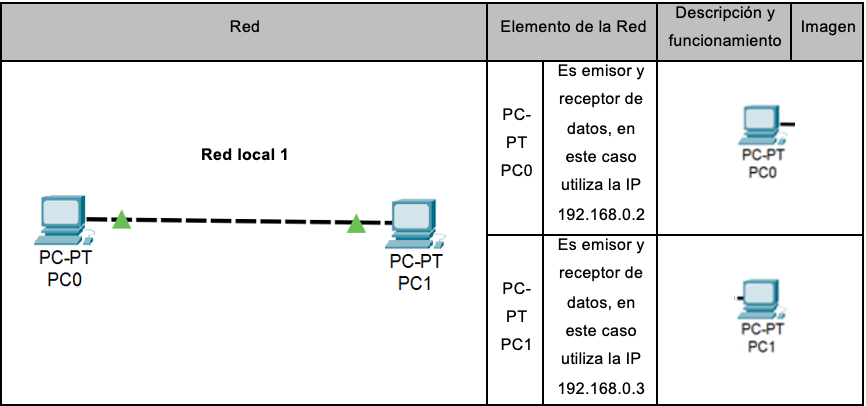 Red
Elemento de la Red
Descripción y
funcionamiento
Imagen
Red local 1
PC-PT
PC0
PC-PT
PC1
PC-
PT
PC0
Es emisor y
receptor de
datos, en
este caso
utiliza la IP
192.168.0.2
PC-PT
PC0
PC-
PT
PC1
Es emisor y
receptor de
datos, en
este caso
utiliza la IP
192.168.0.3
PC-PT
PC1